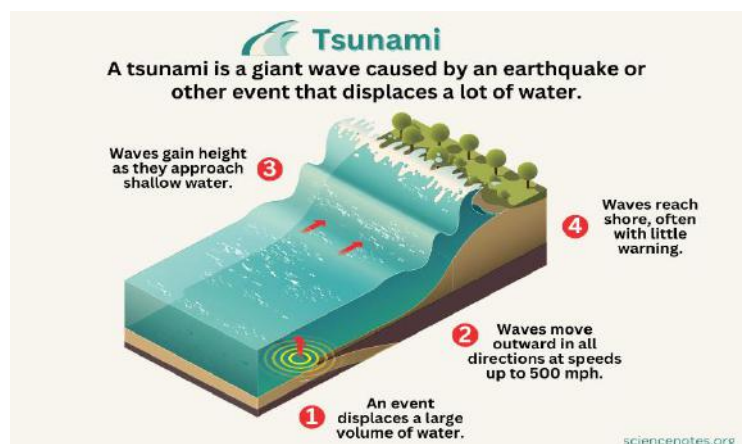 Tsunami
A tsunami is a giant wave caused by an earthquake or
other event that displaces a lot of water.
Waves gain height
as they approach
shallow water.
3
Waves reach
shore, often
with little
warning.
4
2
Waves move
outward in all
directions at speeds
up to 500 mph.
1
An event
displaces a large
volume of water.
sciencenotes.org